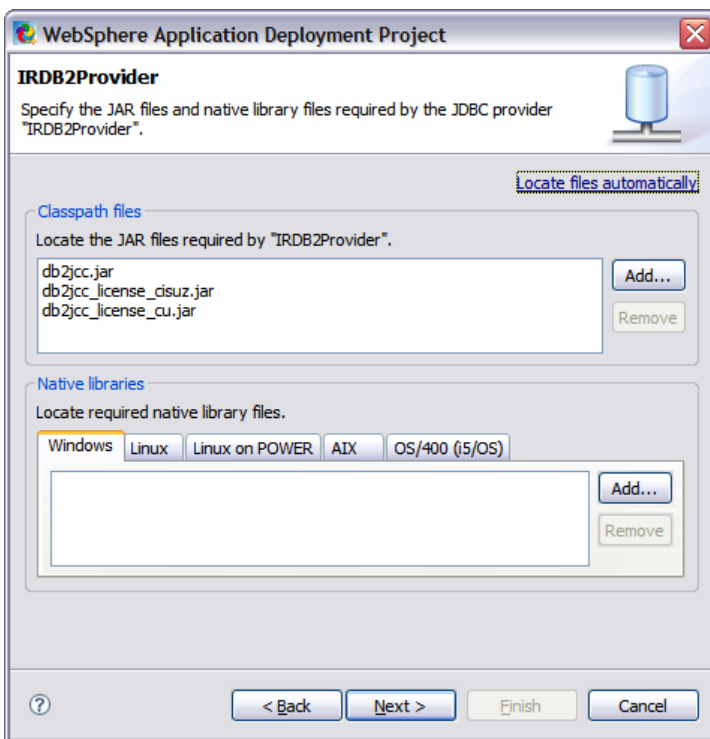 WebSphere Application Deployment Project
IRDB2Provider
Specify the JAR files and native library files required by the JDBC provider
"IRDB2Provider".
Locate files automatically
Classpath files
Locate the JAR files required by "IRDB2Provider".
db2jcc.jar
db2jcc_license_cisuz.jar
db2jcc_license_cu.jar
Add...
Remove
Native libraries
Locate required native library files.
Windows Linux Linux on POWER AIX OS/400 (i5/OS)
Add...
Remove
? < Back Next > Finish Cancel